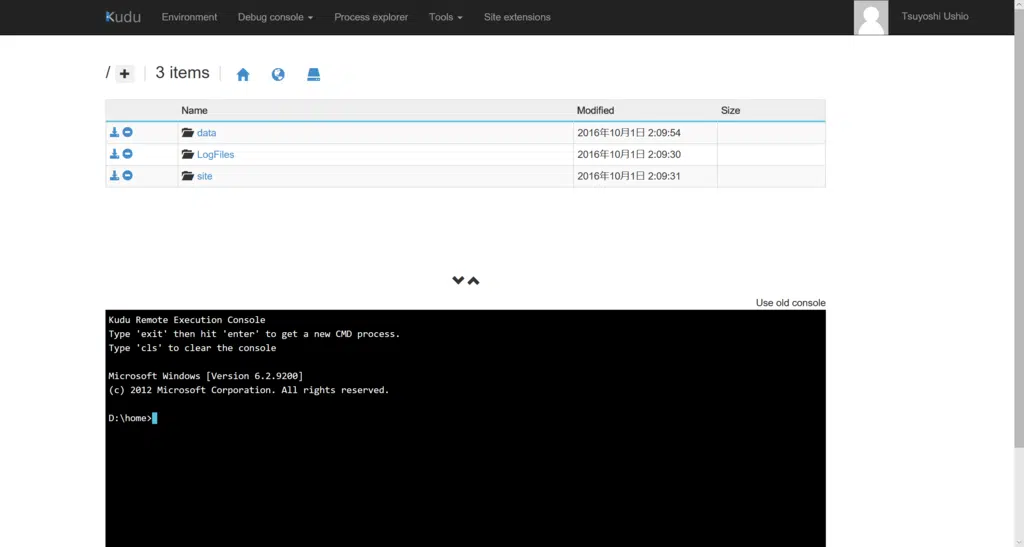 Kudu Environment Debug console Process explorer Tools Site extensions Tsuyoshi Ushio
/ 3 items
Name Modified Size
data 2016年10月1日 2:09:54
LogFiles 2016年10月1日 2:09:30
site 2016年10月1日 2:09:31
Use old console
Kudu Remote Execution Console
Type 'exit' then hit 'enter' to get a new CMD process.
Type 'cls' to clear the console
Microsoft Windows [Version 6.2.9200]
(c) 2012 Microsoft Corporation. All rights reserved.
D:\home>